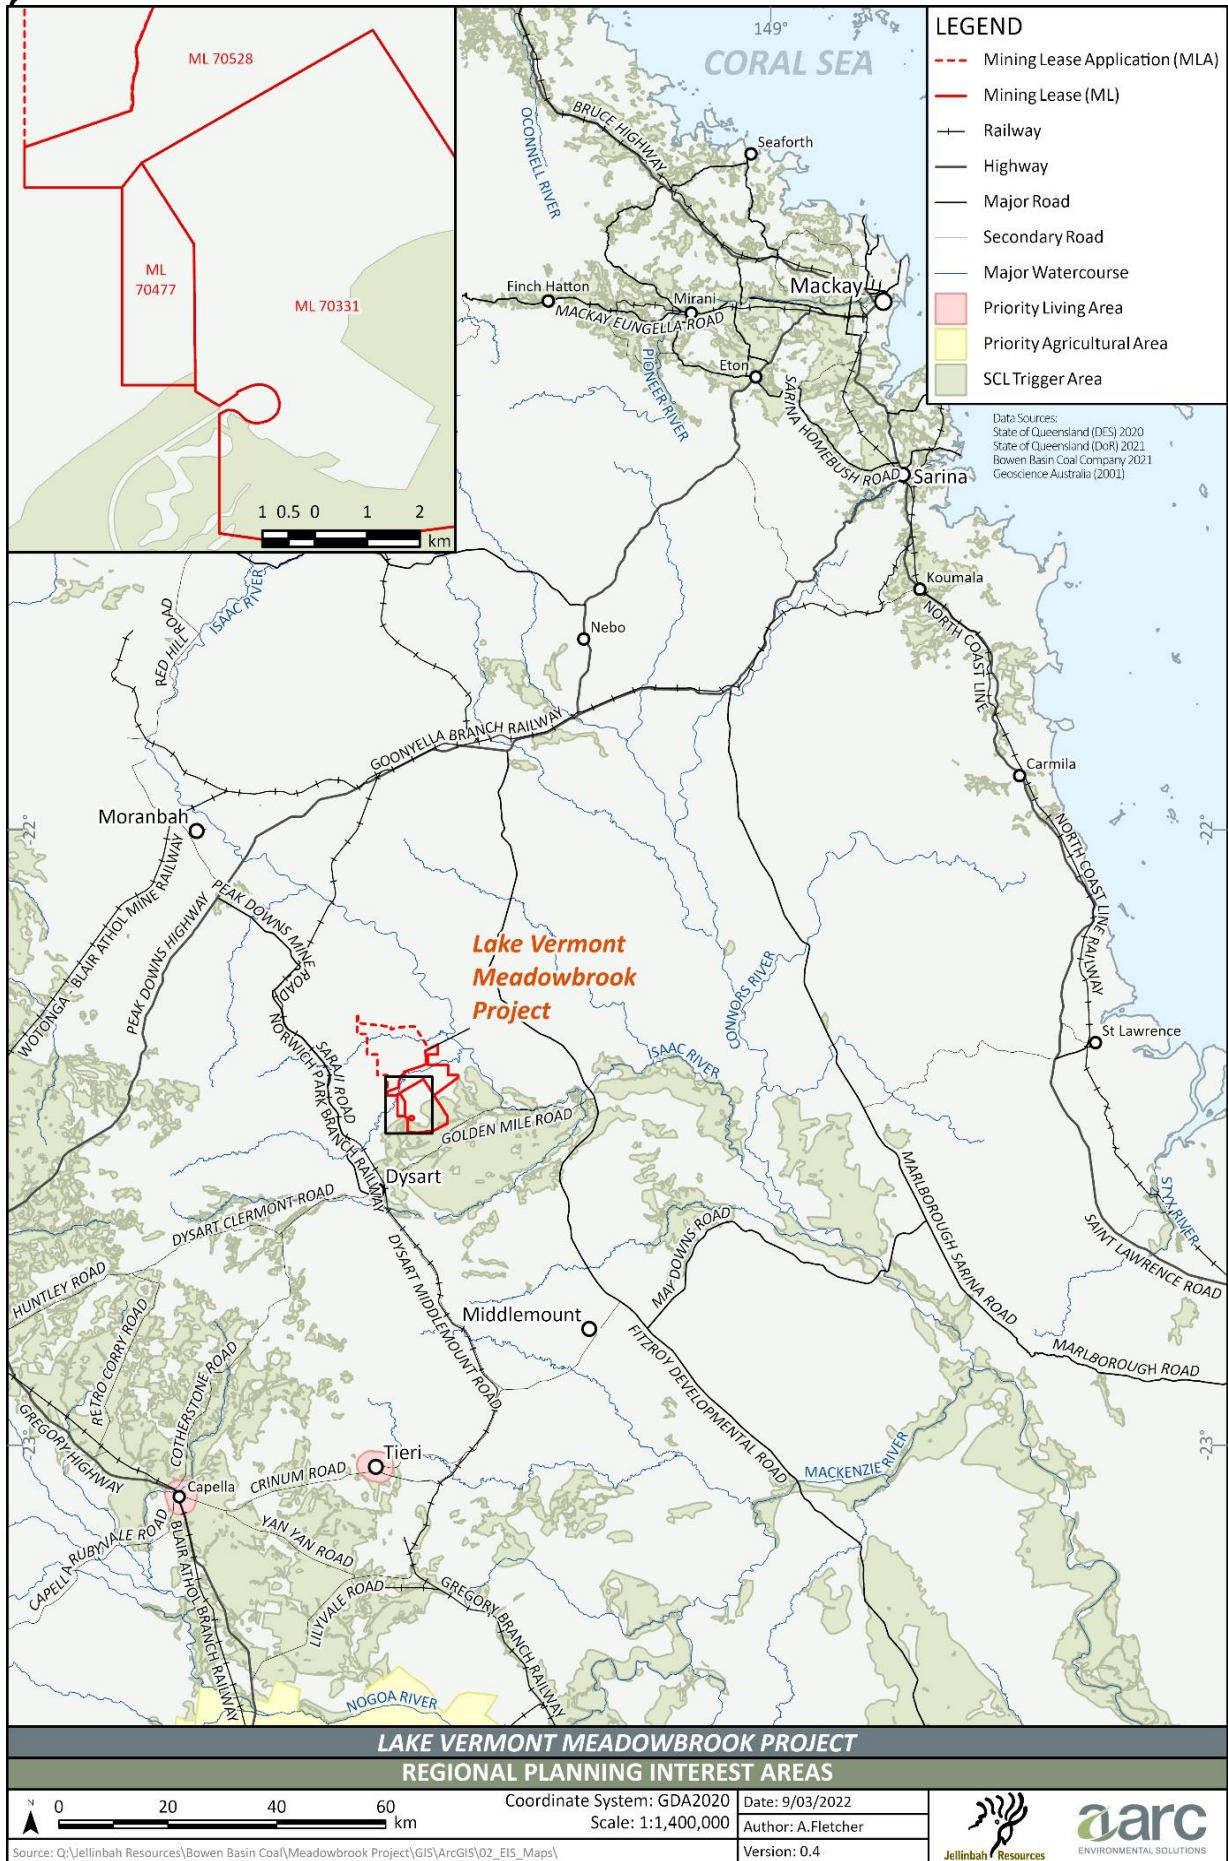 ML 70528
ML
70477
ML 70331
1 0.5 0 1 2
km
149°
CORAL SEA
LEGEND
Mining Lease Application (MLA)
Mining Lease (ML)
Railway
Highway
Major Road
Secondary Road
Major Watercourse
Priority Living Area
Priority Agricultural Area
SCL Trigger Area
Data Sources:
State of Queensland (DES) 2020
State of Queensland (DoR) 2021
Bowen Basin Coal Company 2021
Geoscience Australia (2001)
OCONNELL RIVER
BRUCE HIGHWAY
Seaforth
Finch Hatton
Mirani
Mackay
MACKAY EUNGELLA ROAD
PIONEER RIVER
Eton
SARINA HOMEBUSH ROAD
Sarina
Koumala
NORTH COAST LINE
RED HILL ROAD
ISAAC RIVER
Nebo
GOONYELLA BRANCH RAILWAY
Carmila
Moranbah
-22°
-22°
NORTH COAST LINE RAILWAY
WOTONGA - BLAIR ATHOL MINE RAILWAY
PEAK DOWNS HIGHWAY
PEAK DOWNS MINE ROAD
Lake Vermont
Meadowbrook
Project
CONNORS RIVER
NORWICH PARK BRANCH RAILWAY
SARAJI ROAD
ISAAC RIVER
St Lawrence
GOLDEN MILE ROAD
Dysart
DYSART CLERMONT ROAD
MARLBOROUGH SARINA ROAD
STYX RIVER
SAINT LAWRENCE ROAD
HUNTLEY ROAD
DYSART MIDDLEMOUNT ROAD
MAY DOWNS ROAD
Middlemount
RETRO CORRY ROAD
COTHERSTONE ROAD
FITZROY DEVELOPMENTAL ROAD
MARLBOROUGH ROAD
GREGORY HIGHWAY
-23°
-23°
Tieri
CRINUM ROAD
Capella
MACKENZIE RIVER
CAPELLA RUBYVALE ROAD
YAN YAN ROAD
BLAIR ATHOL BRANCH RAILWAY
LILYVALE ROAD
GREGORY BRANCH RAILWAY
NOGOA RIVER
LAKE VERMONT MEADOWBROOK PROJECT
REGIONAL PLANNING INTEREST AREAS
N
0 20 40 60
km
Coordinate System: GDA2020
Scale: 1:1,400,000
Date: 9/03/2022
Author: A.Fletcher
Version: 0.4
Source: Q:\Jellinbah Resources\Bowen Basin Coal\Meadowbrook Project\GIS\ArcGIS\02_EIS_Maps\
Jellinbah Resources
aarc
ENVIRONMENTAL SOLUTIONS